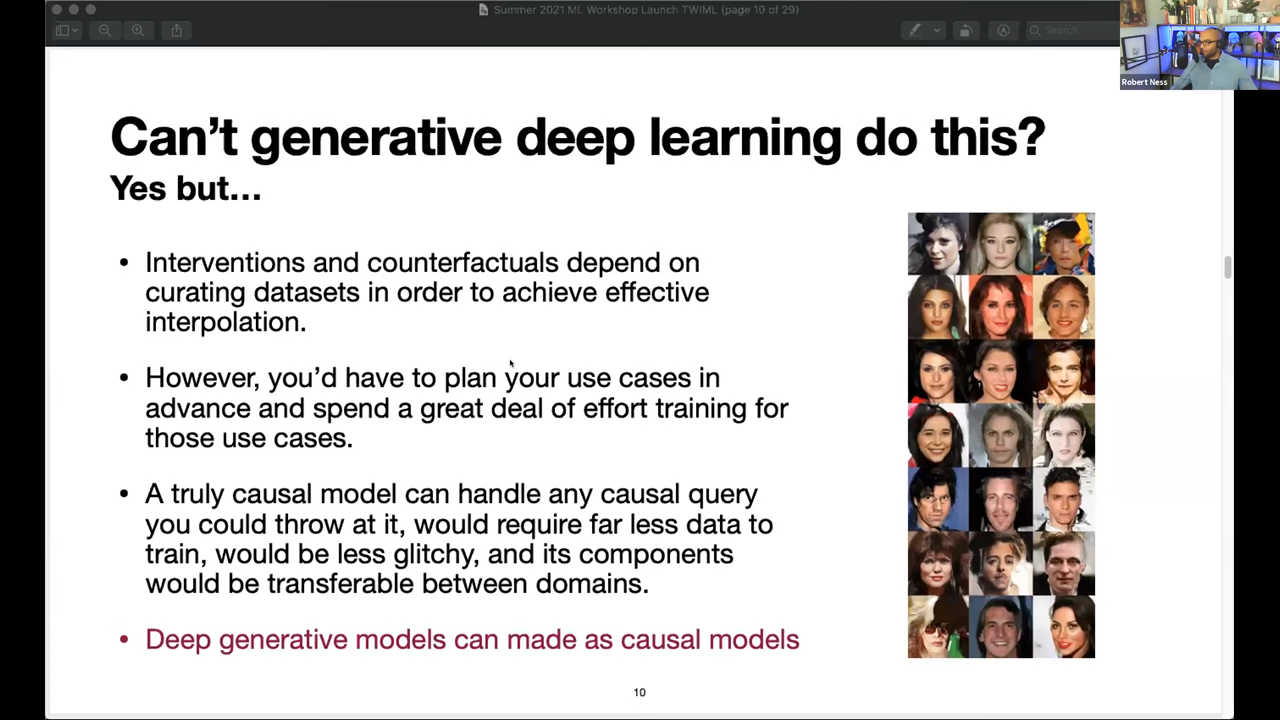 Summer 2021 ML Workshop Launch TWIML (page 10 of 29)
Search
Robert Ness
Can't generative deep learning do this?
Yes but...
• Interventions and counterfactuals depend on
curating datasets in order to achieve effective
interpolation.
• However, you'd have to plan your use cases in
advance and spend a great deal of effort training for
those use cases.
• A truly causal model can handle any causal query
you could throw at it, would require far less data to
train, would be less glitchy, and its components
would be transferable between domains.
• Deep generative models can made as causal models
10